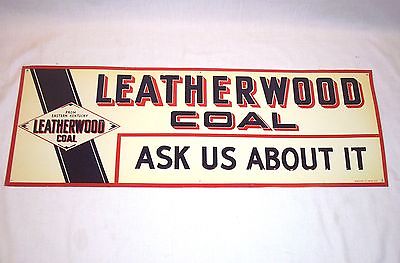 FROM
EASTERN KENTUCKY
LEATHERWOOD
COAL
LEATHERWOOD
COAL
ASK US ABOUT IT